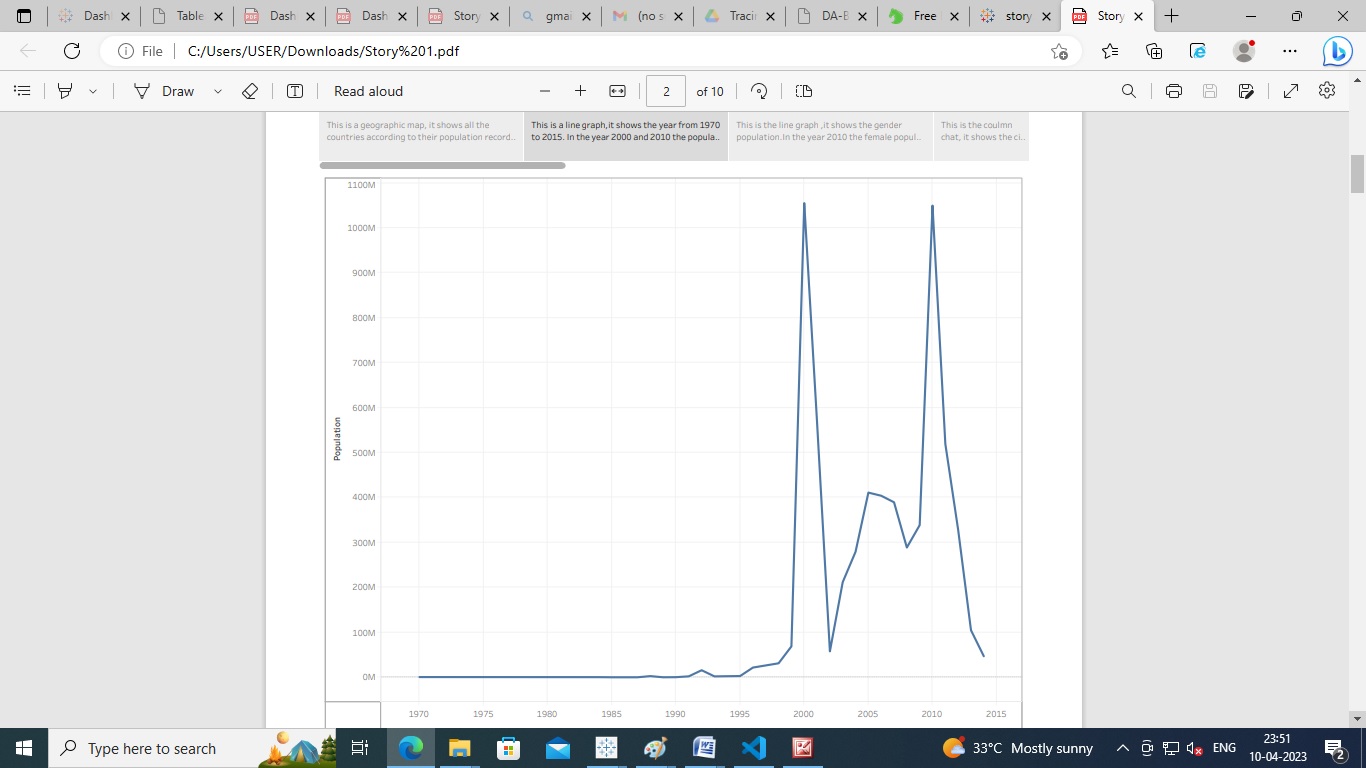 Dash
Table
Dash
Dash
Story
gmai
(no s
Traci
DA-E
Free
story
Story
File
C:/Users/USER/Downloads/Story%201.pdf
Draw
Read aloud
2
of 10
This is a geographic map, it shows all the
countries according to their population record..
This is a line graph,it shows the year from 1970
to 2015. In the year 2000 and 2010 the popula..
This is the line graph ,it shows the gender
population.In the year 2010 the female popul..
This is the coulmn
chat, it shows the ci..
1100M
1000M
900M
800M
700M
600M
500M
400M
300M
200M
100M
0M
Population
1970
1975
1980
1985
1990
1995
2000
2005
2010
2015
Type here to search
33°C Mostly sunny
ENG
23:51
10-04-2023
2